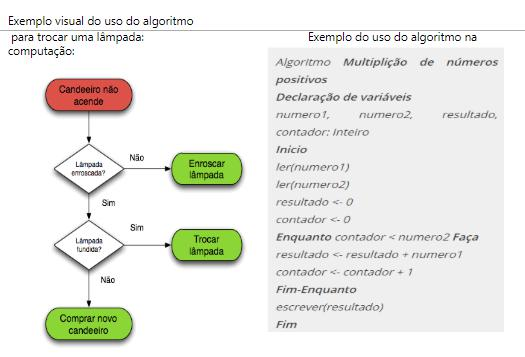 Exemplo visual do uso do algoritmo
para trocar uma lâmpada:
computação:
Exemplo do uso do algoritmo na
Candeeiro não
acende
Lâmpada
enroscada?
Não
Enroscar
lâmpada
Sim
Lâmpada
fundida?
Sim
Trocar
lâmpada
Não
Comprar novo
candeeiro
Algoritmo Multiplição de números
positivos
Declaração de variáveis
numero1, numero2, resultado,
contador: Inteiro
Inicio
ler(numero1)
ler(numero2)
resultado <- 0
contador <- 0
Enquanto contador < numero2 Faça
resultado <- resultado + numero1
contador <- contador + 1
Fim-Enquanto
escrever(resultado)
Fim